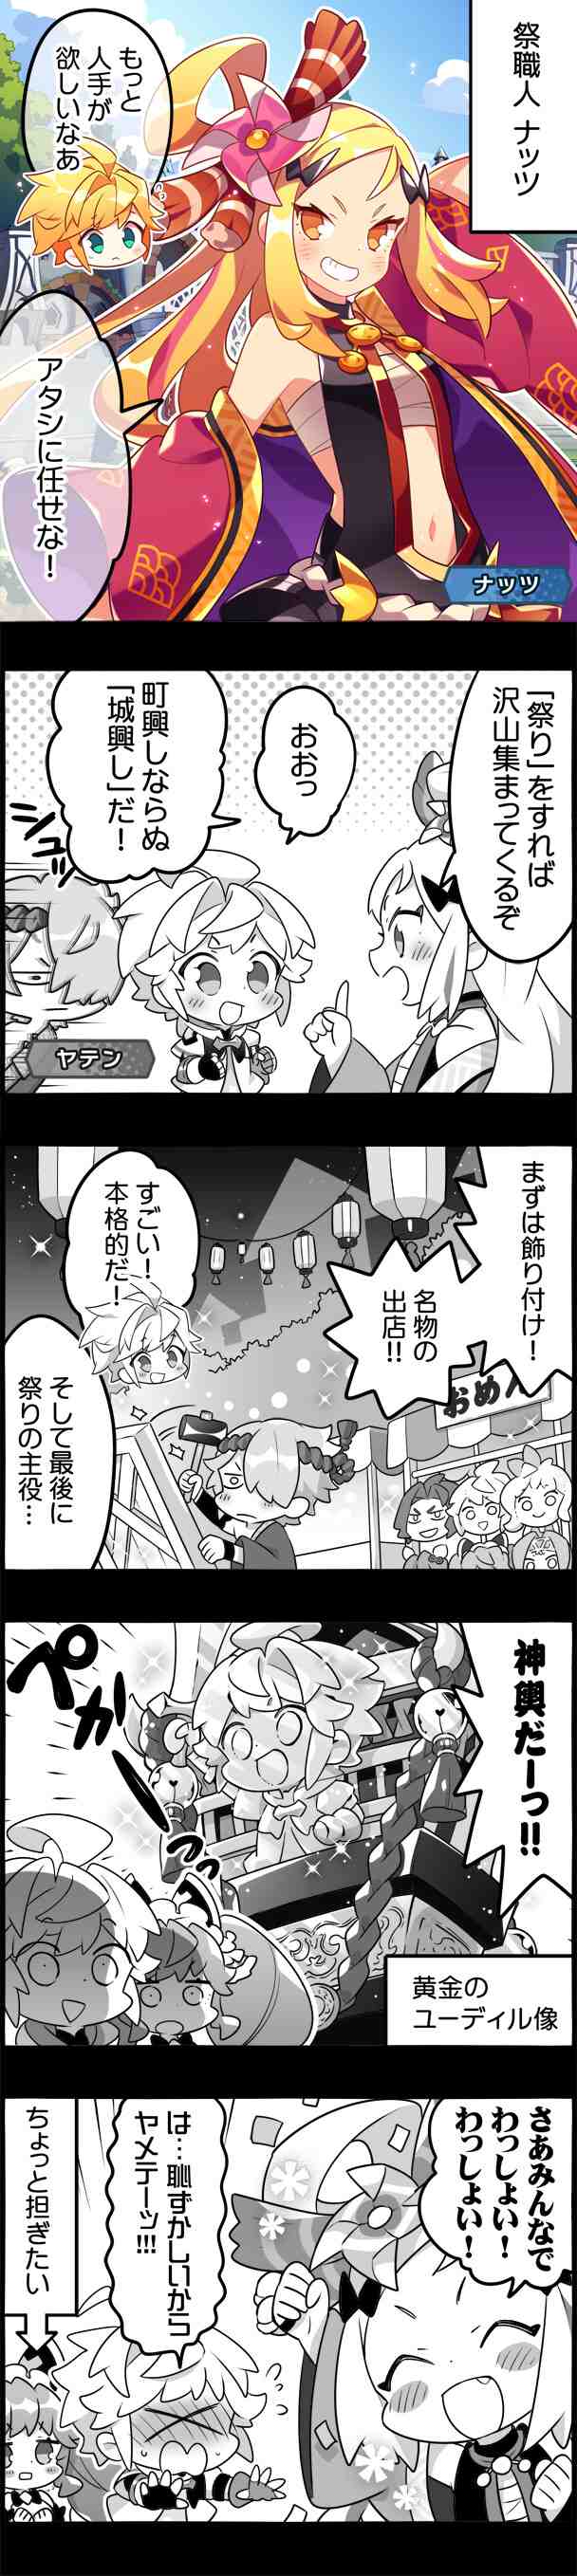 祭職人 ナッツ
もっと
人手が
欲しいなあ
アタシに任せな！
ナッツ
「祭り」をすれば
沢山集まってくるぞ
おおっ
町興しならぬ
「城興し」だ！
シュッ
ヤテン
まずは飾り付け！
名物の
出店！！
おめん
すごい！
本格的だ！
そして最後に
祭りの主役…
神輿だーっ！！
ペカーッ
黄金の
ユーディル像
さあみんなで
わっしょい！
わっしょい！
は…恥ずかしいから
ヤメテーッ！！！
ちょっと担ぎたい